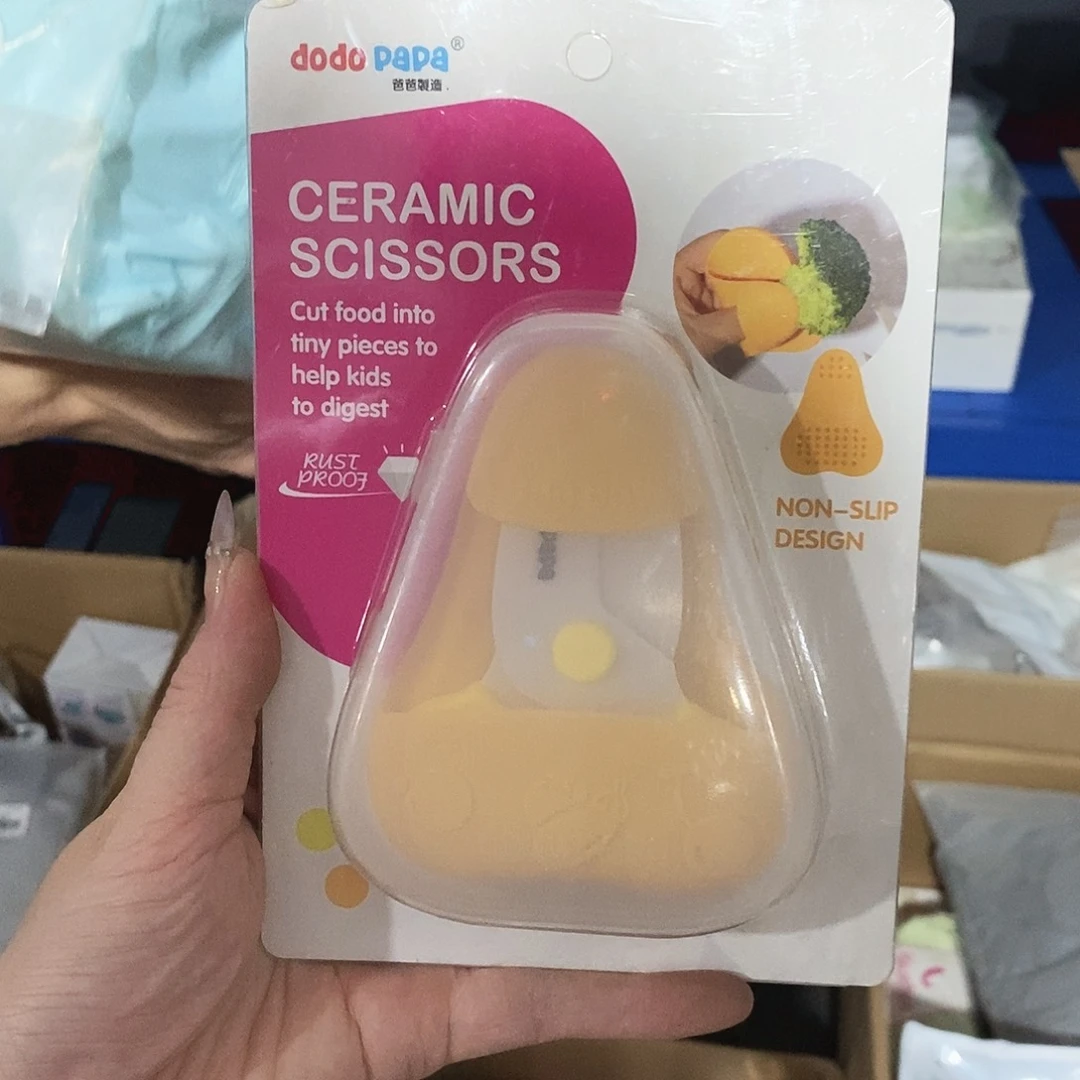 dodo papa®
爸爸製造.
CERAMIC
SCISSORS
Cut food into
tiny pieces to
help kids
to digest
RUST
PROOF
NON-SLIP
DESIGN